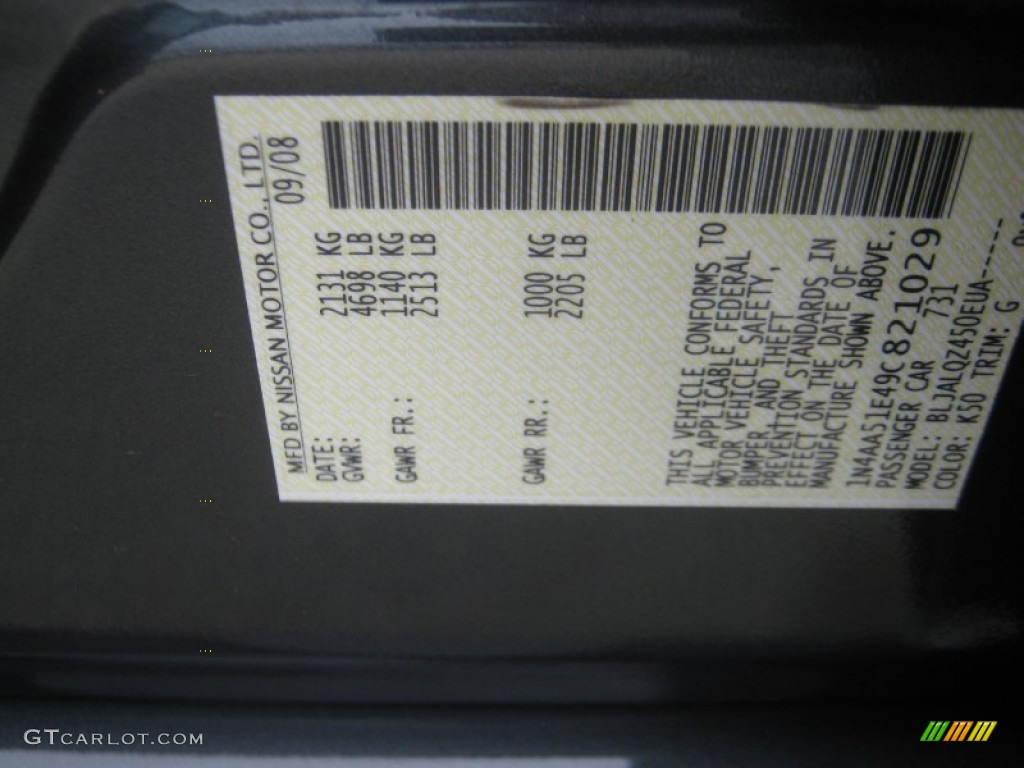 MFD BY NISSAN MOTOR CO., LTD.
DATE: 09/08
GVWR: 2131 KG
4698 LB
GAWR FR.: 1140 KG
2513 LB
GAWR RR.: 1000 KG
2205 LB
THIS VEHICLE CONFORMS TO
ALL APPLICABLE FEDERAL
MOTOR VEHICLE SAFETY,
BUMPER AND THEFT
PREVENTION STANDARDS IN
EFFECT ON THE DATE OF
MANUFACTURE SHOWN ABOVE.
1N4AA51E49C821029
PASSENGER CAR 731
MODEL: BLJALQZ450EUA-----
COLOR: K50 TRIM: G
GTCARLOT.COM